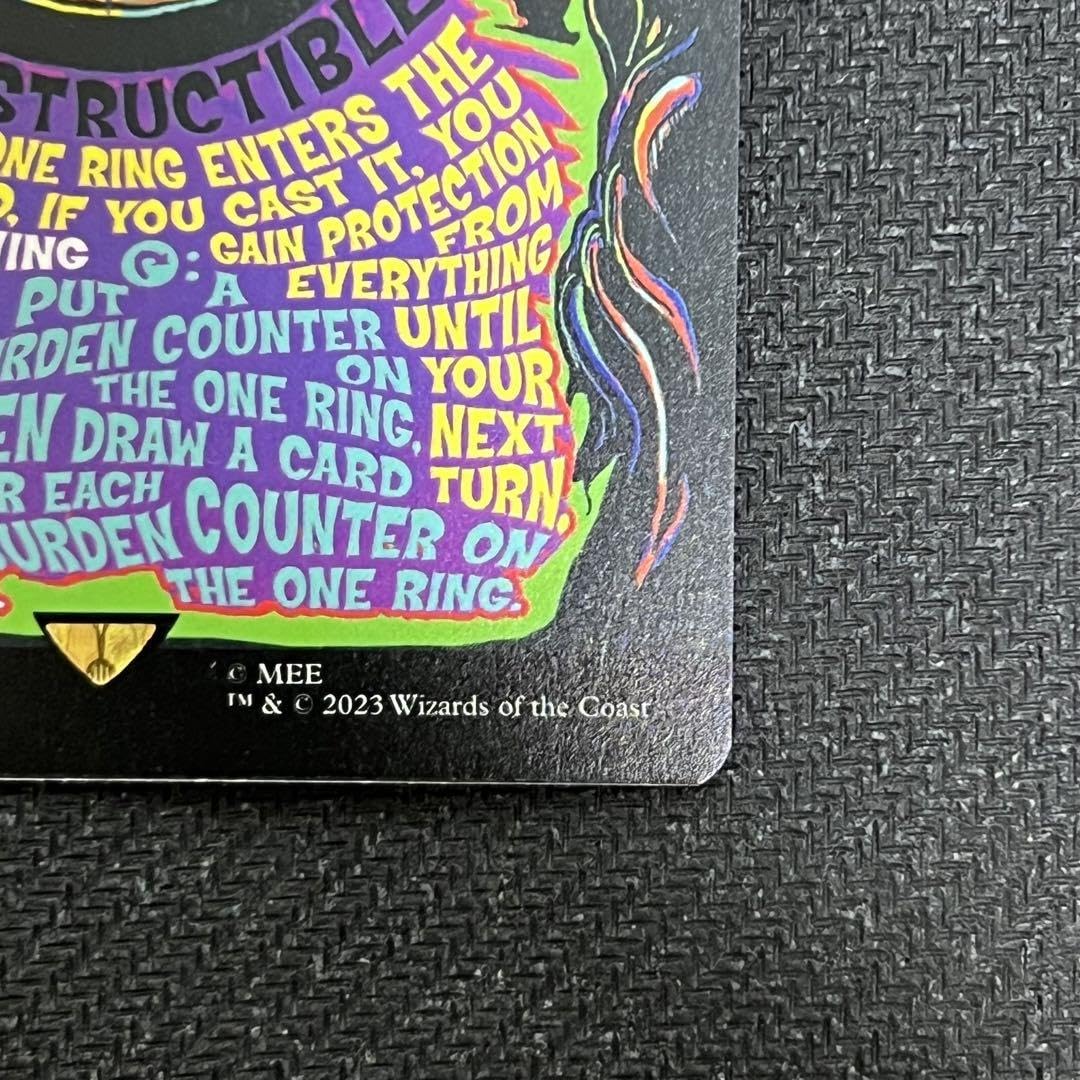 STRUCTIBLE
ONE RING ENTERS THE
IF YOU CAST IT, YOU
GAIN PROTECTION
FROM
EVERYTHING
UNTIL
YOUR
NEXT
TURN.
ING
: A
PUT
RDEN COUNTER
ON
THE ONE RING,
EN DRAW A CARD
R EACH
URDEN COUNTER ON
THE ONE RING.
© MEE
™ & © 2023 Wizards of the Coast